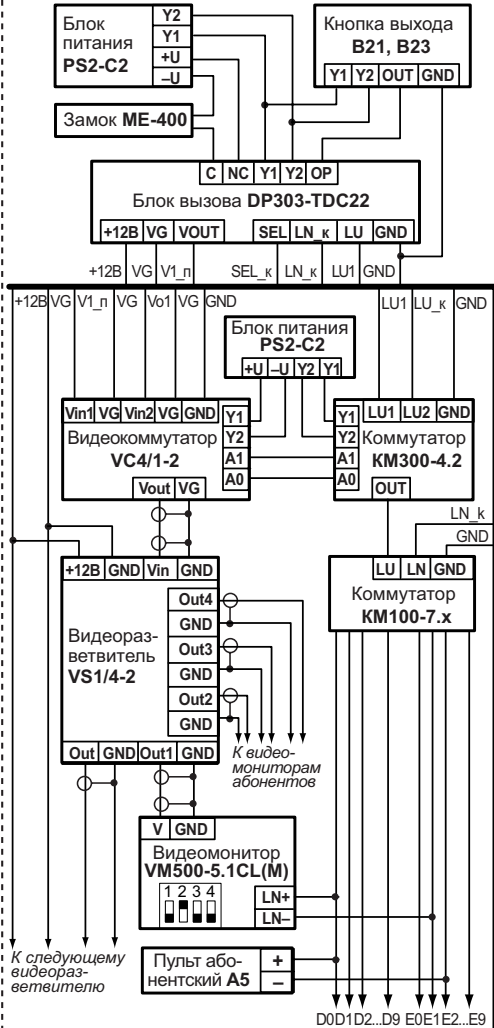 Блок
питания
PS2-C2
Y2
Y1
+U
–U
Кнопка выхода
B21, B23
Y1 Y2 OUT GND
Замок ME-400
C NC Y1 Y2 OP
Блок вызова DP303-TDC22
+12B VG VOUT SEL LN_к LU GND
+12B VG V1_п SEL_к LN_к LU1 GND
+12B VG V1_п VG Vo1 VG GND LU1 LU_к GND
Блок питания
PS2-C2
+U –U Y2 Y1
Vin1 VG Vin2 VG GND
Видеокоммутатор
VC4/1-2
Y1
Y2
A1
A0
Vout VG
LU1 LU2 GND
Y1
Y2
A1
A0
Коммутатор
КМ300-4.2
OUT
LN_k
GND
+12B GND Vin GND
Видеораз-
ветвитель
VS1/4-2
Out4
GND
Out3
GND
Out2
GND
Out GND Out1 GND
LU LN GND
Коммутатор
КМ100-7.x
К видео-
мониторам
абонентов
V GND
Видеомонитор
VM500-5.1CL(M)
1 2 3 4
LN+
LN–
К следующему
видеораз-
ветвителю
Пульт або-
нентский A5
+
–
D0D1D2...D9 E0E1E2...E9